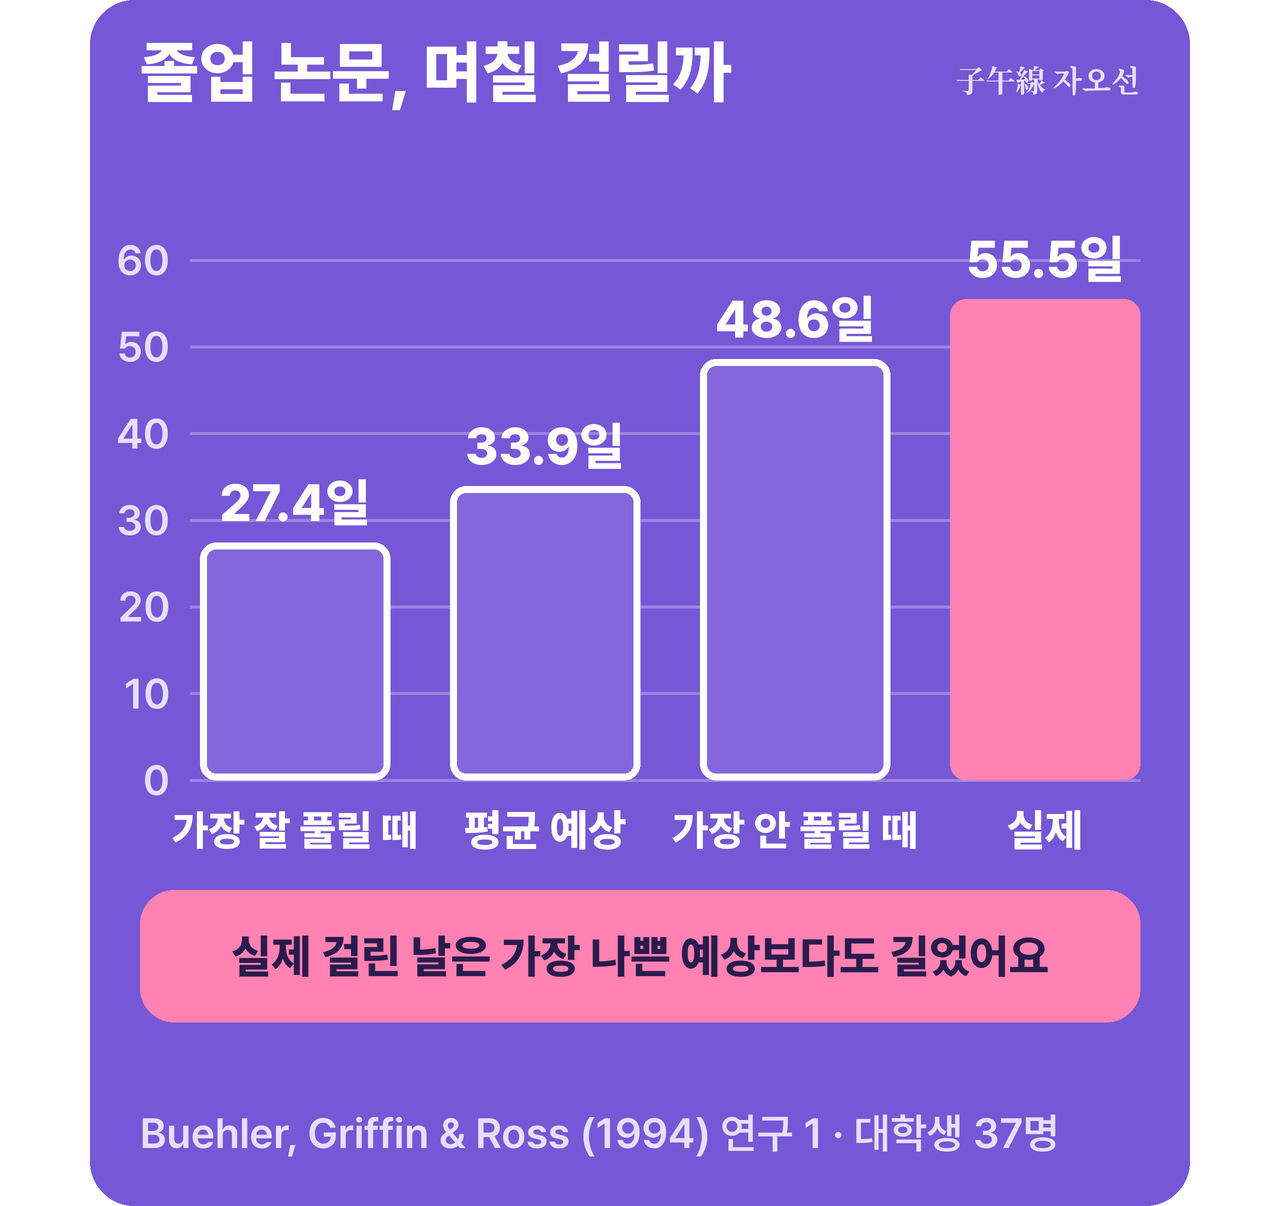 졸업 논문, 며칠 걸릴까
子午線 자오선
60
50
40
30
20
10
0
27.4일
33.9일
48.6일
55.5일
가장 잘 풀릴 때
평균 예상
가장 안 풀릴 때
실제
실제 걸린 날은 가장 나쁜 예상보다도 길었어요
Buehler, Griffin & Ross (1994) 연구 1 · 대학생 37명